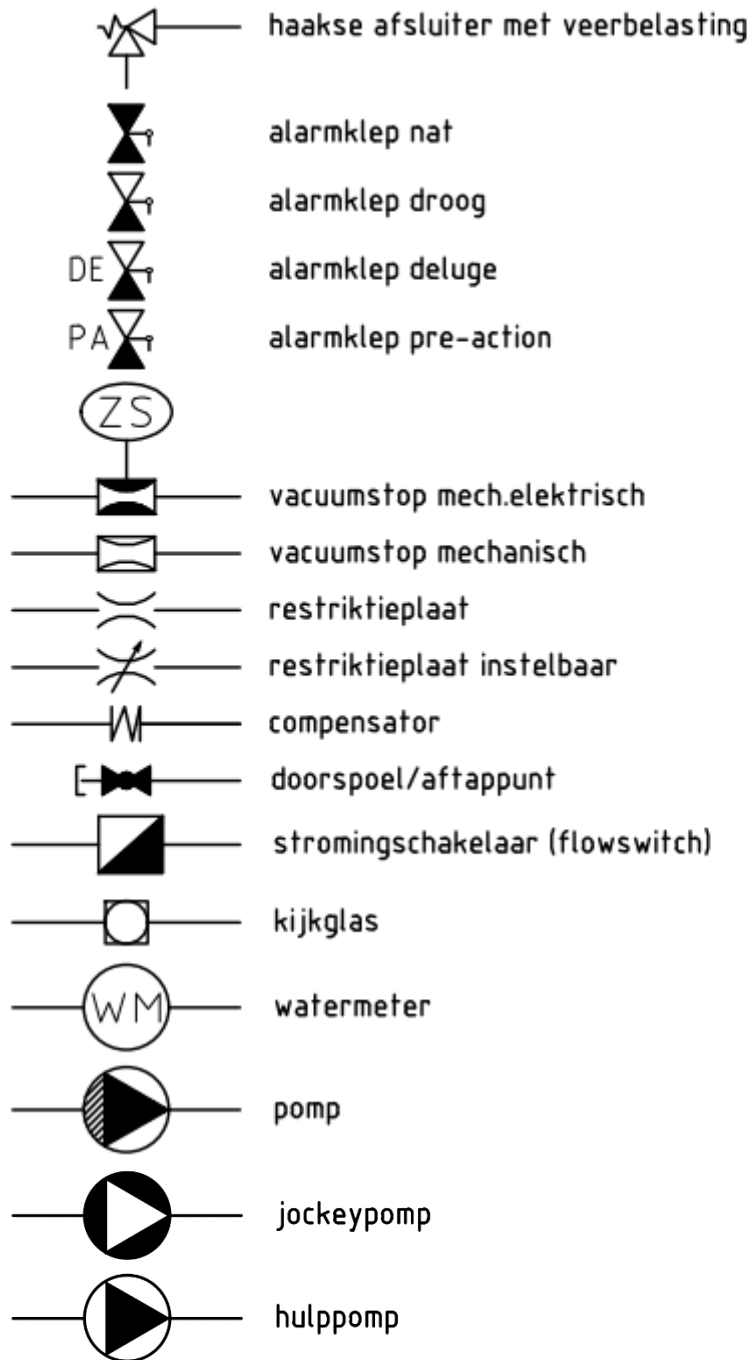 haakse afsluiter met veerbelasting
alarmklep nat
alarmklep droog
DE alarmklep deluge
PA alarmklep pre-action
ZS
vacuumstop mech.elektrisch
vacuumstop mechanisch
restriktieplaat
restriktieplaat instelbaar
compensator
doorspoel/aftappunt
stromingschakelaar (flowswitch)
kijkglas
WM watermeter
pomp
jockeypomp
hulppomp